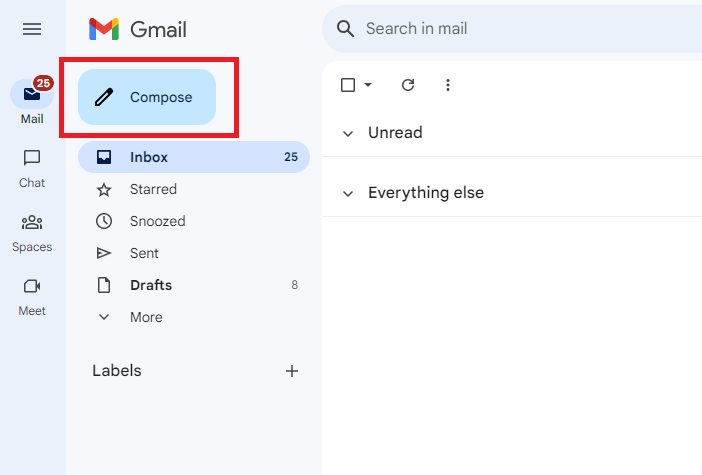 Gmail
Search in mail
25
Mail
Compose
Unread
Inbox 25
Chat
Starred
Everything else
Snoozed
Spaces
Sent
Drafts 8
Meet
More
Labels